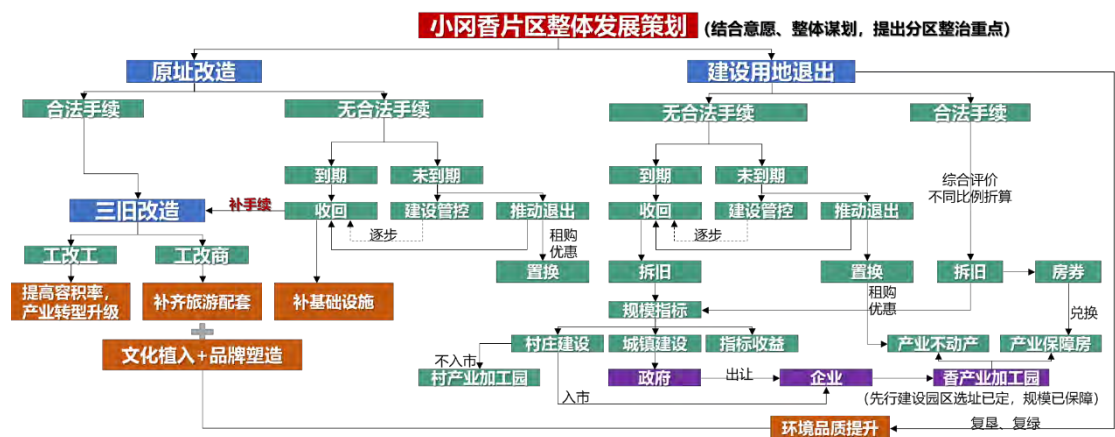 小冈香片区整体发展策划
(结合意愿、整体谋划，提出分区整治重点)
原址改造
建设用地退出
合法手续
无合法手续
无合法手续
合法手续
到期
未到期
到期
未到期
综合评价
不同比例折算
三旧改造
补手续
收回
建设管控
推动退出
收回
建设管控
推动退出
逐步
租购
优惠
逐步
工改工
工改商
置换
拆旧
置换
拆旧
房券
提高容积率，
产业转型升级
补齐旅游配套
补基础设施
规模指标
租购
优惠
兑换
文化植入+品牌塑造
村庄建设
城镇建设
指标收益
产业不动产
产业保障房
不入市
村产业加工园
政府
出让
企业
香产业加工园
入市
(先行建设园区选址已定，规模已保障)
环境品质提升
复垦、复绿